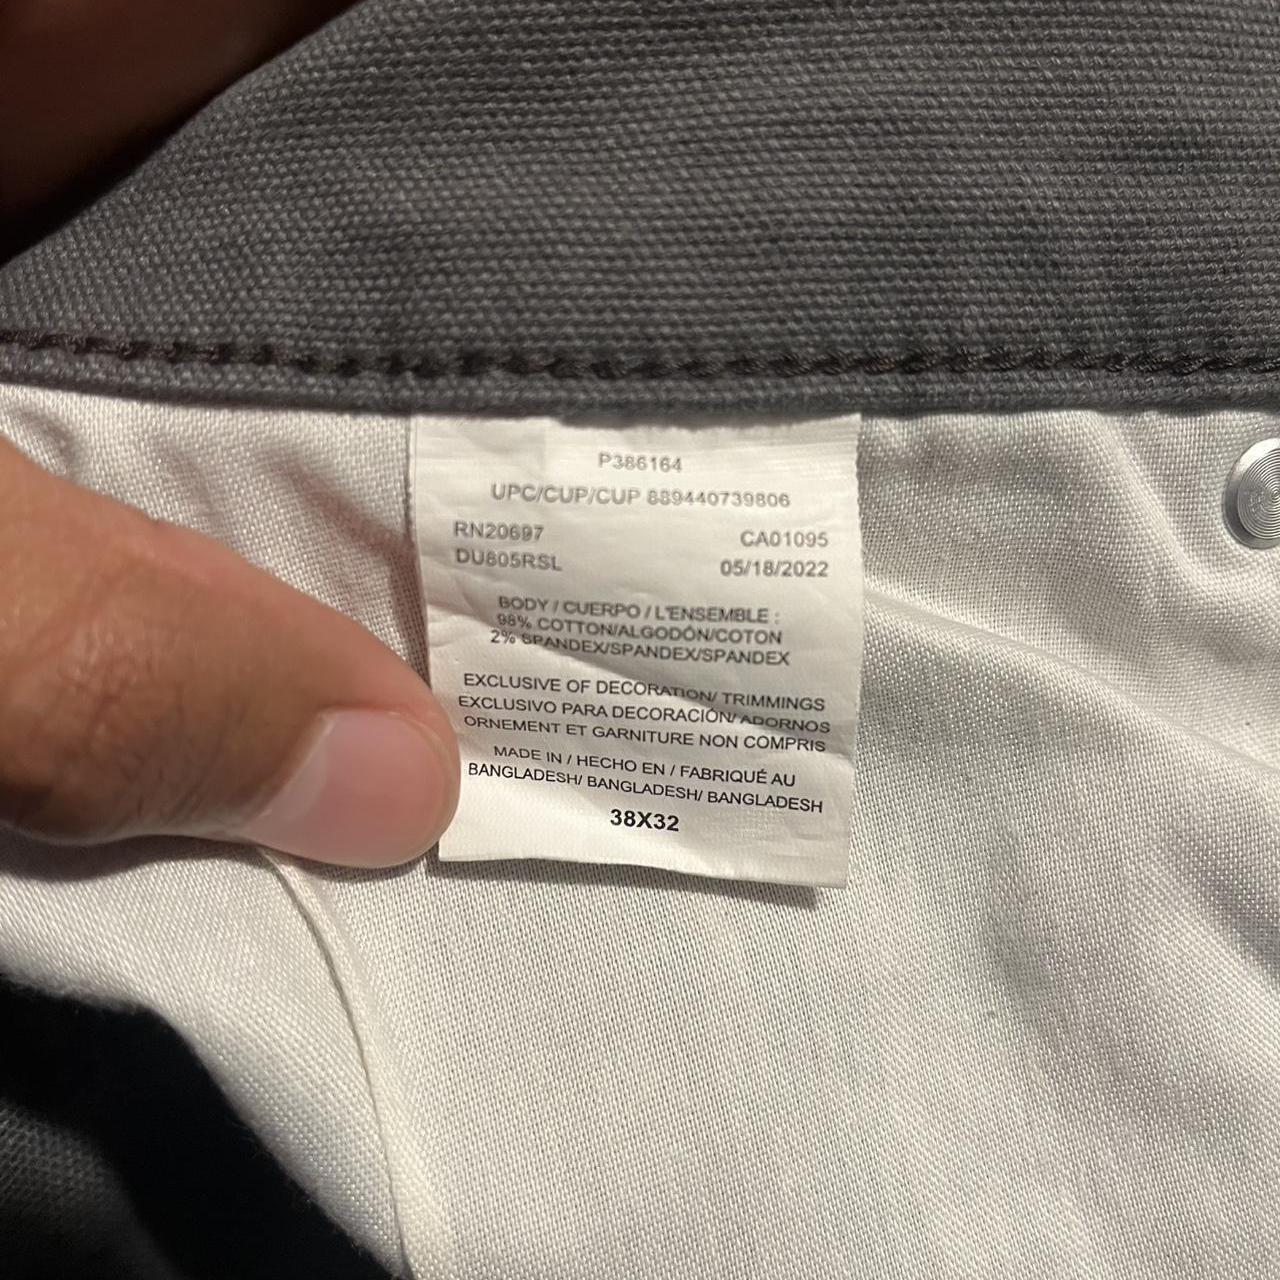 P386164
UPC/CUP/CUP 889440739806
RN20697 CA01095
DU805RSL 05/18/2022
BODY / CUERPO / L'ENSEMBLE :
98% COTTON/ALGODÓN/COTON
2% SPANDEX/SPANDEX/SPANDEX
EXCLUSIVE OF DECORATION/ TRIMMINGS
EXCLUSIVO PARA DECORACIÓN/ ADORNOS
ORNEMENT ET GARNITURE NON COMPRIS
MADE IN / HECHO EN / FABRIQUÉ AU
BANGLADESH/ BANGLADESH/ BANGLADESH
38X32